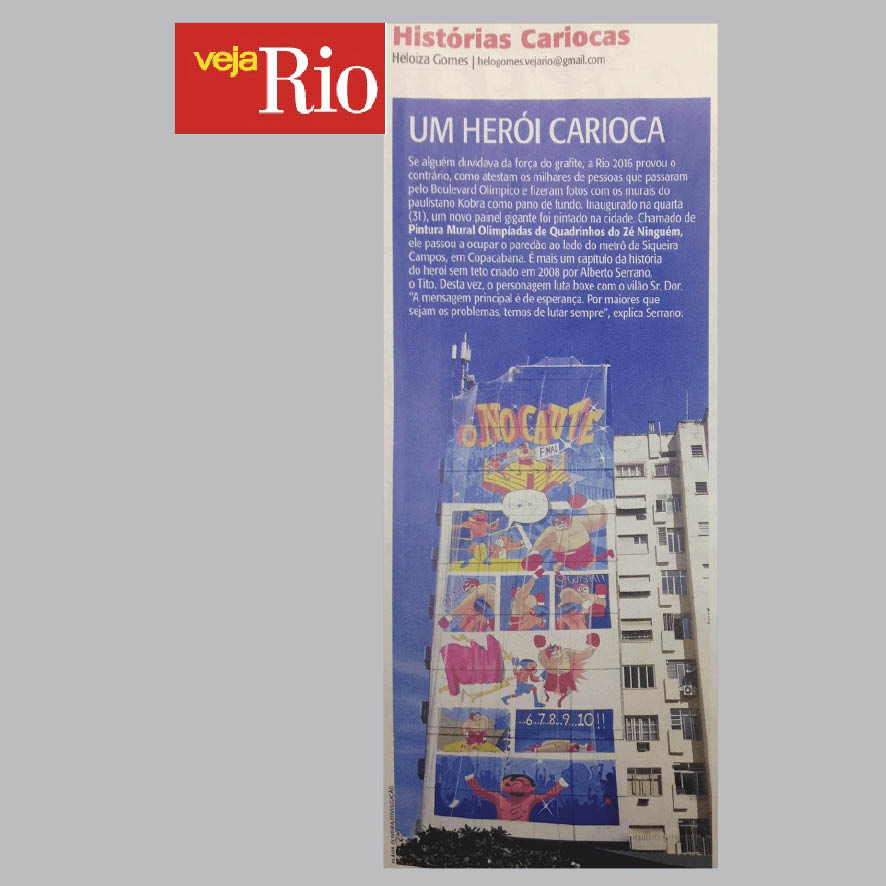 veja
Rio
Histórias Cariocas
Heloiza Gomes | helogomes.vejario@gmail.com
UM HERÓI CARIOCA
Se alguém duvidava da força do grafite, a Rio 2016 provou o
contrário, como atestam os milhares de pessoas que passaram
pelo Boulevard Olímpico e fizeram fotos com os murais do
paulistano Kobra como pano de fundo. Inaugurado na quarta
(31), um novo painel gigante foi pintado na cidade. Chamado de
Pintura Mural Olimpíadas de Quadrinhos do Zé Ninguém,
ele passou a ocupar o paredão ao lado do metrô da Siqueira
Campos, em Copacabana. É mais um capítulo da história
do herói sem teto criado em 2008 por Alberto Serrano,
o Tito. Desta vez, o personagem luta boxe com o vilão Sr. Dor.
"A mensagem principal é de esperança. Por maiores que
sejam os problemas, temos de lutar sempre", explica Serrano.
O NOCAUTE
FINAL
...6..7..8...9...10!!
OLIVEIRA/DIVULGAÇÃO